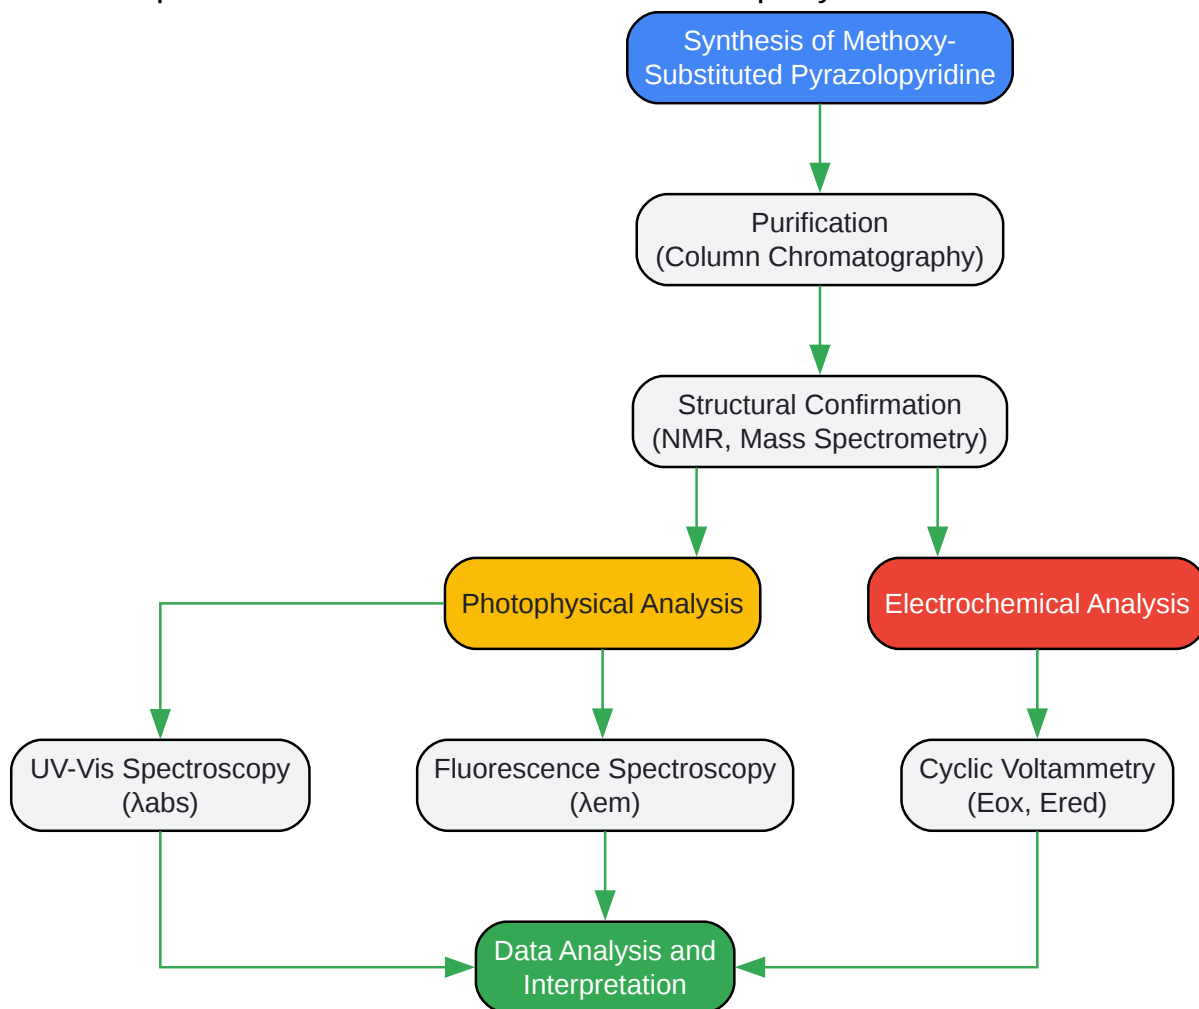 Synthesis of Methoxy-
Substituted Pyrazolopyridine
Purification
(Column Chromatography)
Structural Confirmation
(NMR, Mass Spectrometry)
Photophysical Analysis
Electrochemical Analysis
UV-Vis Spectroscopy
(λabs)
Fluorescence Spectroscopy
(λem)
Cyclic Voltammetry
(Eox, Ered)
Data Analysis and
Interpretation